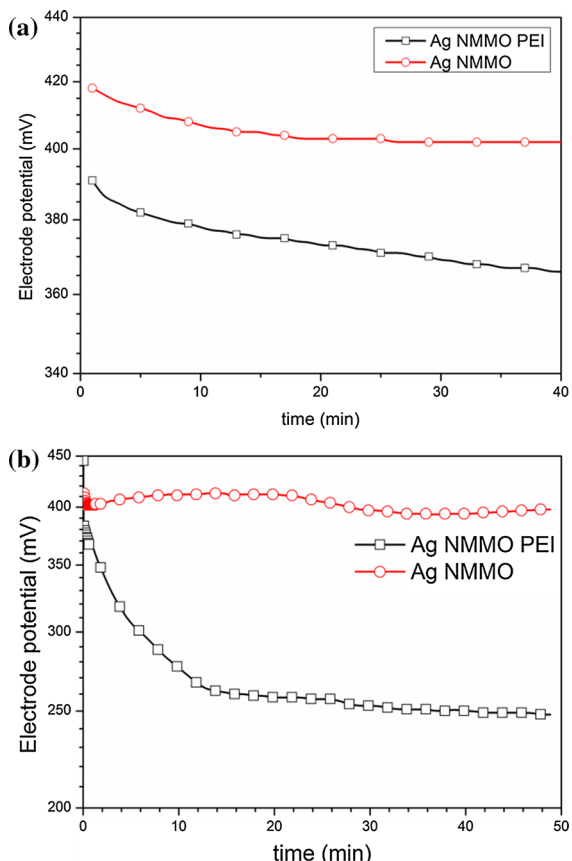 (a)
Electrode potential (mV)
440
420
400
380
360
340
Ag NMMO PEI
Ag NMMO
0 10 20 30 40
time (min)
(b)
Electrode potential (mV)
450
400
350
300
250
200
Ag NMMO PEI
Ag NMMO
0 10 20 30 40 50
time (min)